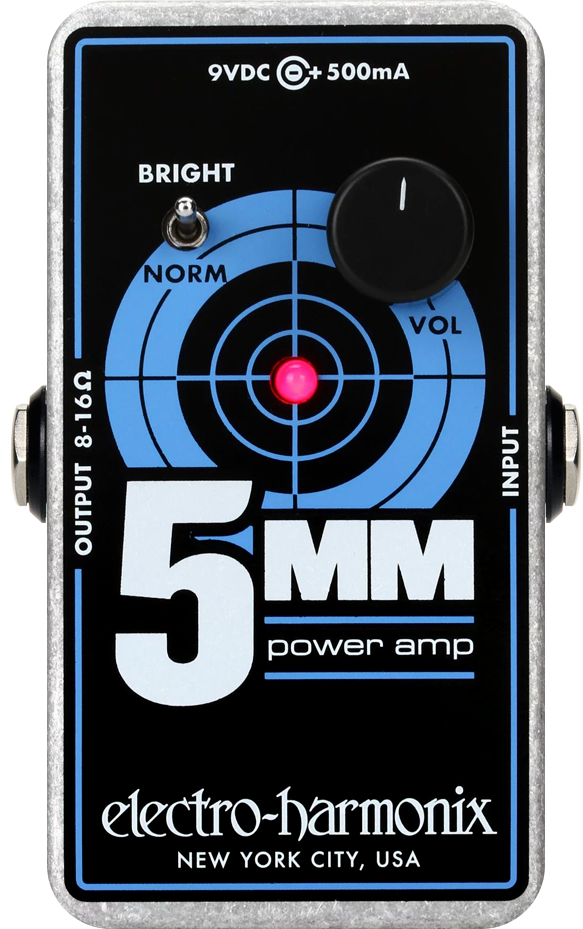 9VDC ⊖+ 500mA
BRIGHT
NORM
VOL
OUTPUT 8-16Ω
INPUT
5MM
power amp
electro-harmonix
NEW YORK CITY, USA